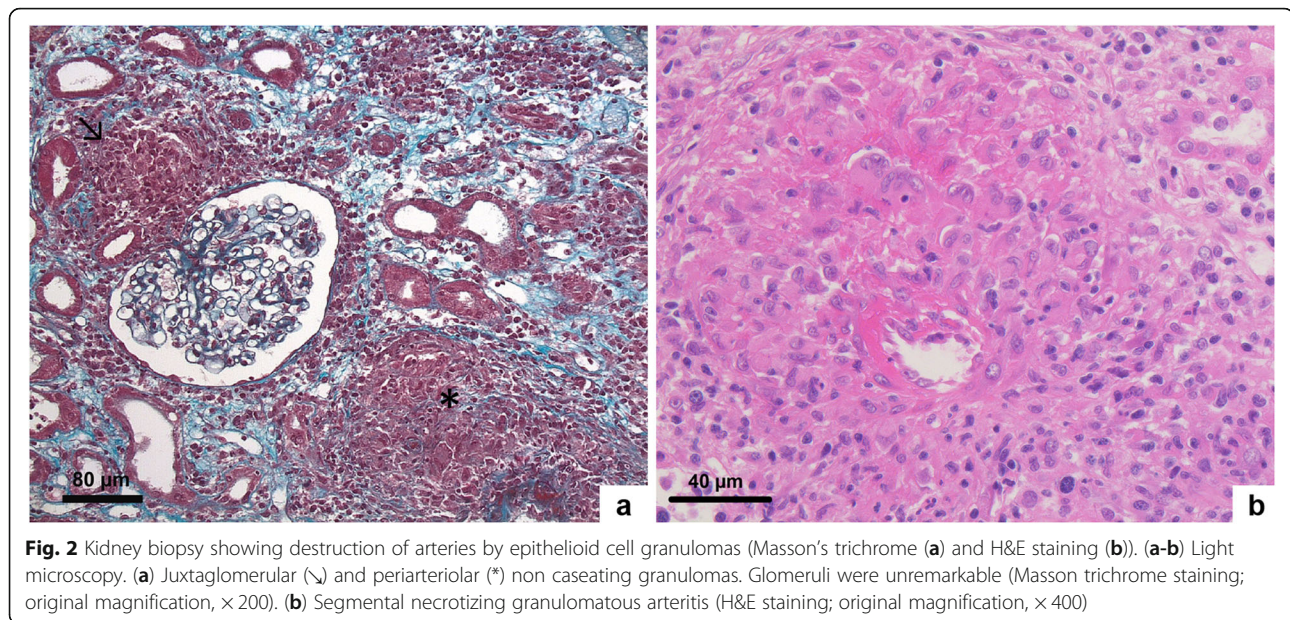 80 µm
a
*
40 µm
b
Fig. 2 Kidney biopsy showing destruction of arteries by epithelioid cell granulomas (Masson's trichrome (a) and H&E staining (b)). (a-b) Light
microscopy. (a) Juxtaglomerular (↘) and periarteriolar (*) non caseating granulomas. Glomeruli were unremarkable (Masson trichrome staining;
original magnification, × 200). (b) Segmental necrotizing granulomatous arteritis (H&E staining; original magnification, × 400)